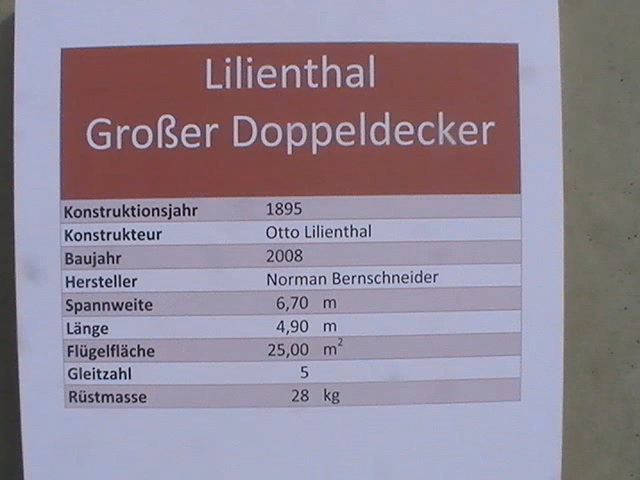 Lilienthal
Großer Doppeldecker
Konstruktionsjahr 1895
Konstrukteur Otto Lilienthal
Baujahr 2008
Hersteller Norman Bernschneider
Spannweite 6,70 m
Länge 4,90 m
Flügelfläche 25,00 m²
Gleitzahl 5
Rüstmasse 28 kg